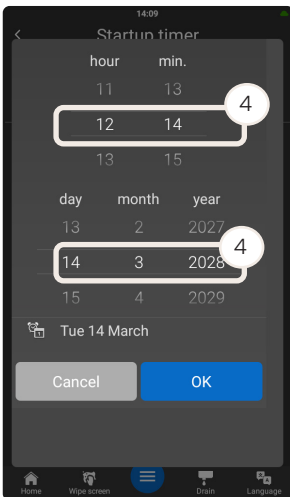 14:09
Startup timer
hour min.
11 13
4
12 14
13 15
day month year
13 2 2027
4
14 3 2028
15 4 2029
1
Tue 14 March
Cancel OK
Home Wipe screen Drain Language